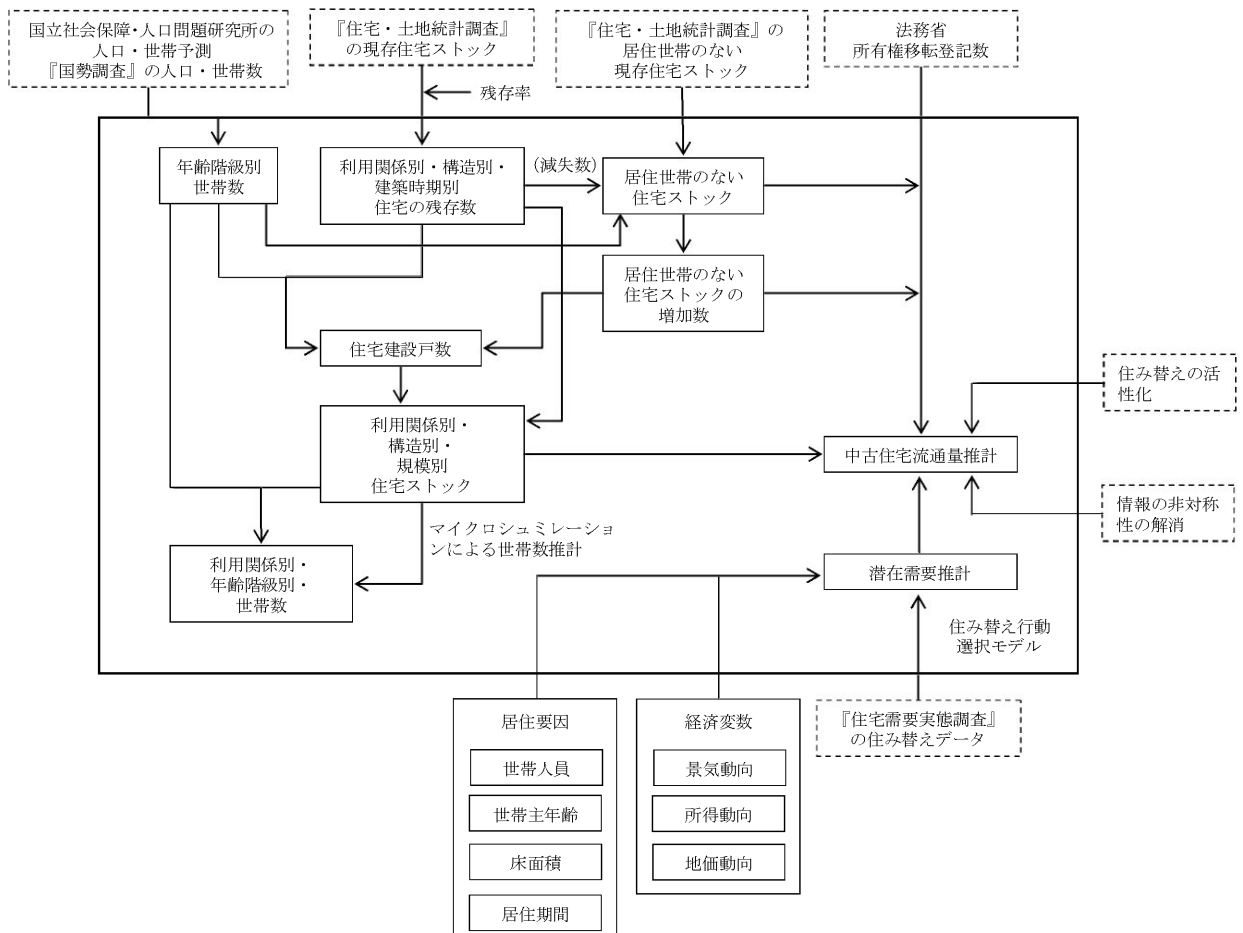 国立社会保障・人口問題研究所の
人口・世帯予測
『国勢調査』の人口・世帯数
『住宅・土地統計調査』
の現存住宅ストック
『住宅・土地統計調査』の
居住世帯のない
現存住宅ストック
法務省
所有権移転登記数
残存率
年齢階級別
世帯数
利用関係別・構造別・
建築時期別
住宅の残存数
(減失数)
居住世帯のない
住宅ストック
居住世帯のない
住宅ストックの
増加数
住宅建設戸数
住み替えの活
性化
利用関係別・
構造別・
規模別
住宅ストック
中古住宅流通量推計
情報の非対称
性の解消
マイクロシュミレーショ
ンによる世帯数推計
利用関係別・
年齢階級別・
世帯数
潜在需要推計
住み替え行動
選択モデル
居住要因
世帯人員
世帯主年齢
床面積
居住期間
経済変数
景気動向
所得動向
地価動向
『住宅需要実態調査』
の住み替えデータ